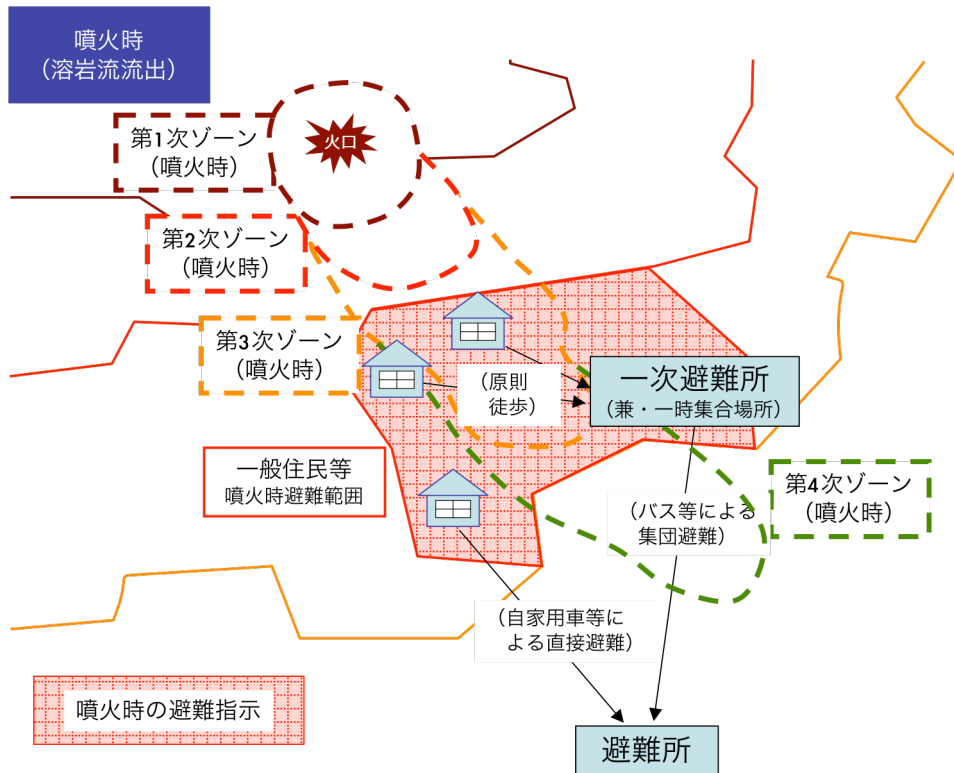 噴火時
（溶岩流流出）
火口
第1次ゾーン
（噴火時）
第2次ゾーン
（噴火時）
第3次ゾーン
（噴火時）
（原則
徒歩）
一次避難所
（兼・一時集合場所）
一般住民等
噴火時避難範囲
第4次ゾーン
（噴火時）
（バス等による
集団避難）
（自家用車等に
よる直接避難）
噴火時の避難指示
避難所